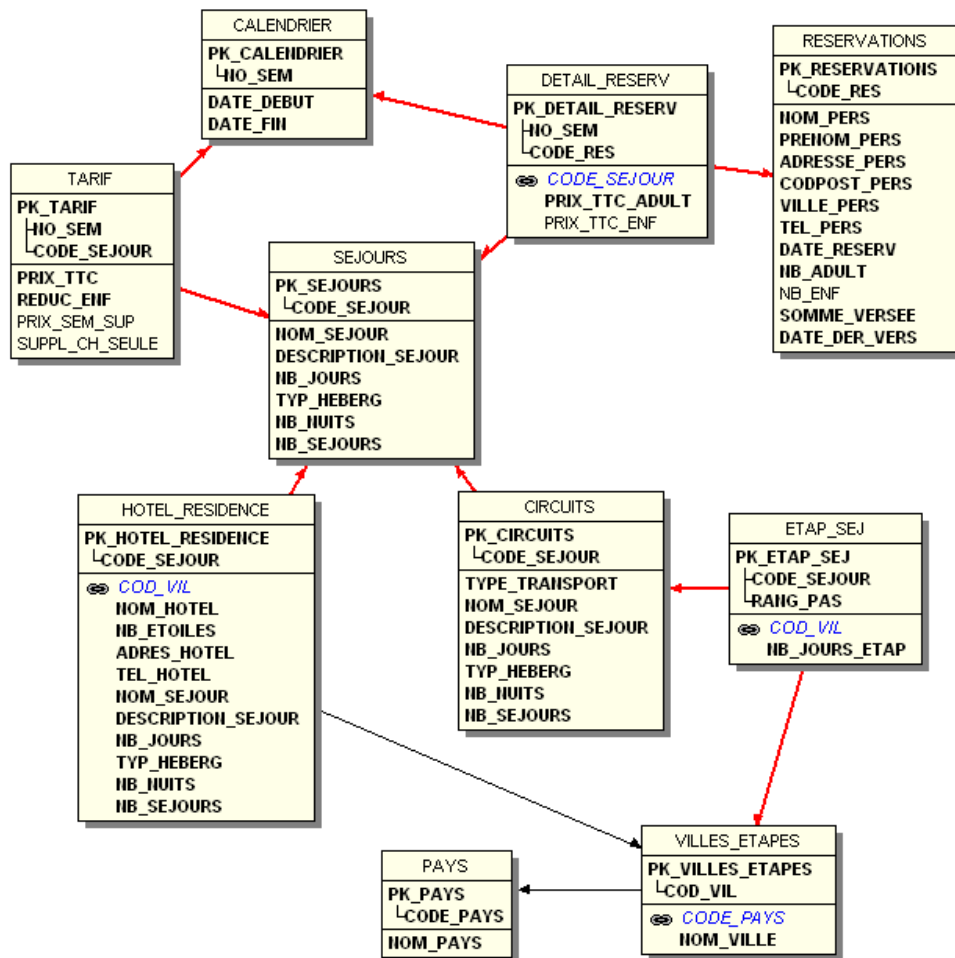 CALENDRIER
PK_CALENDRIER
NO_SEM
DATE_DEBUT
DATE_FIN
RESERVATIONS
PK_RESERVATIONS
CODE_RES
NOM_PERS
PRENOM_PERS
ADRESSE_PERS
CODPOST_PERS
VILLE_PERS
TEL_PERS
DATE_RESERV
NB_ADULT
NB_ENF
SOMME_VERSEE
DATE_DER_VERS
DETAIL_RESERV
PK_DETAIL_RESERV
NO_SEM
CODE_RES
CODE_SEJOUR
PRIX_TTC_ADULT
PRIX_TTC_ENF
TARIF
PK_TARIF
NO_SEM
CODE_SEJOUR
PRIX_TTC
REDUC_ENF
PRIX_SEM_SUP
SUPPL_CH_SEULE
SEJOURS
PK_SEJOURS
CODE_SEJOUR
NOM_SEJOUR
DESCRIPTION_SEJOUR
NB_JOURS
TYP_HEBERG
NB_NUITS
NB_SEJOURS
HOTEL_RESIDENCE
PK_HOTEL_RESIDENCE
CODE_SEJOUR
COD_VIL
NOM_HOTEL
NB_ETOILES
ADRES_HOTEL
TEL_HOTEL
NOM_SEJOUR
DESCRIPTION_SEJOUR
NB_JOURS
TYP_HEBERG
NB_NUITS
NB_SEJOURS
CIRCUITS
PK_CIRCUITS
CODE_SEJOUR
TYPE_TRANSPORT
NOM_SEJOUR
DESCRIPTION_SEJOUR
NB_JOURS
TYP_HEBERG
NB_NUITS
NB_SEJOURS
ETAP_SEJ
PK_ETAP_SEJ
CODE_SEJOUR
RANG_PAS
COD_VIL
NB_JOURS_ETAP
PAYS
PK_PAYS
CODE_PAYS
NOM_PAYS
VILLES_ETAPES
PK_VILLES_ETAPES
COD_VIL
CODE_PAYS
NOM_VILLE